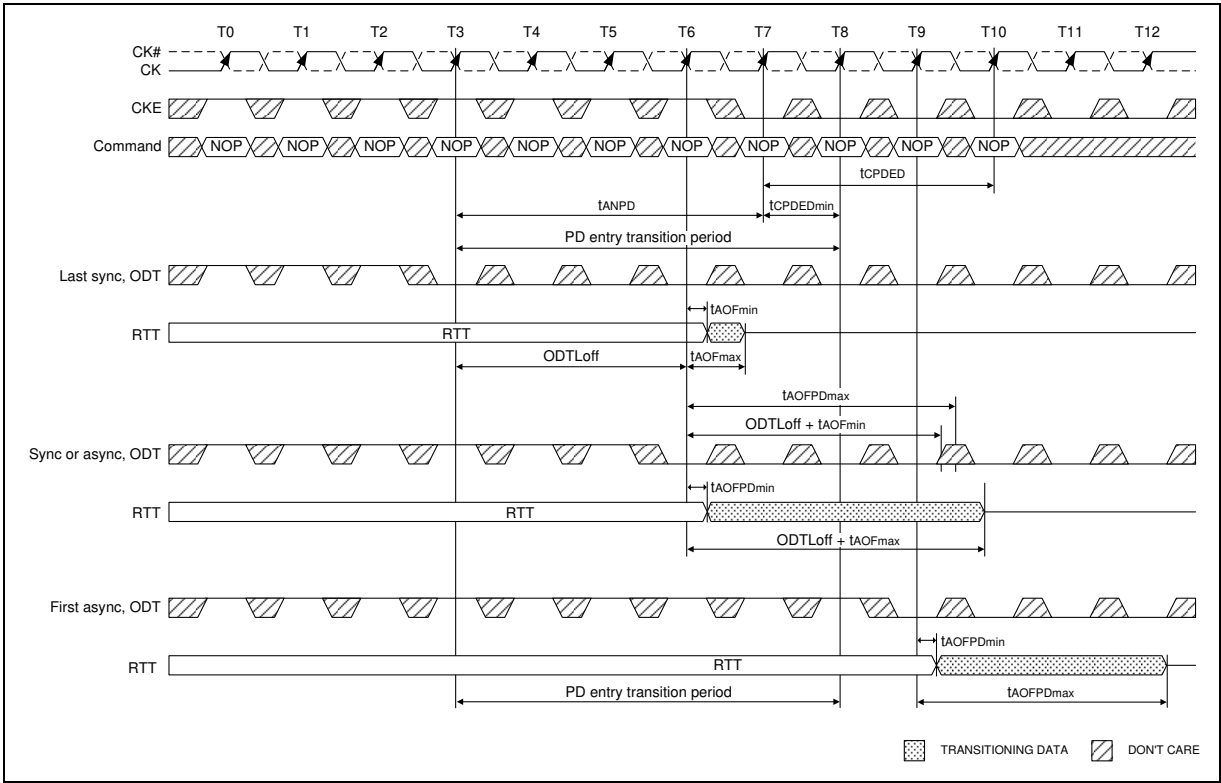 T0 T1 T2 T3 T4 T5 T6 T7 T8 T9 T10 T11 T12
CK#
CK
CKE
Command NOP NOP NOP NOP NOP NOP NOP NOP NOP NOP NOP
tCPDED
tANPD tCPDEDmin
PD entry transition period
Last sync, ODT
tAOFmin
RTT RTT
ODTLoff tAOFmax
tAOFPDmax
ODTLoff + tAOFmin
Sync or async, ODT
tAOFPDmin
RTT RTT
ODTLoff + tAOFmax
First async, ODT
tAOFPDmin
RTT RTT
PD entry transition period tAOFPDmax
TRANSITIONING DATA DON'T CARE